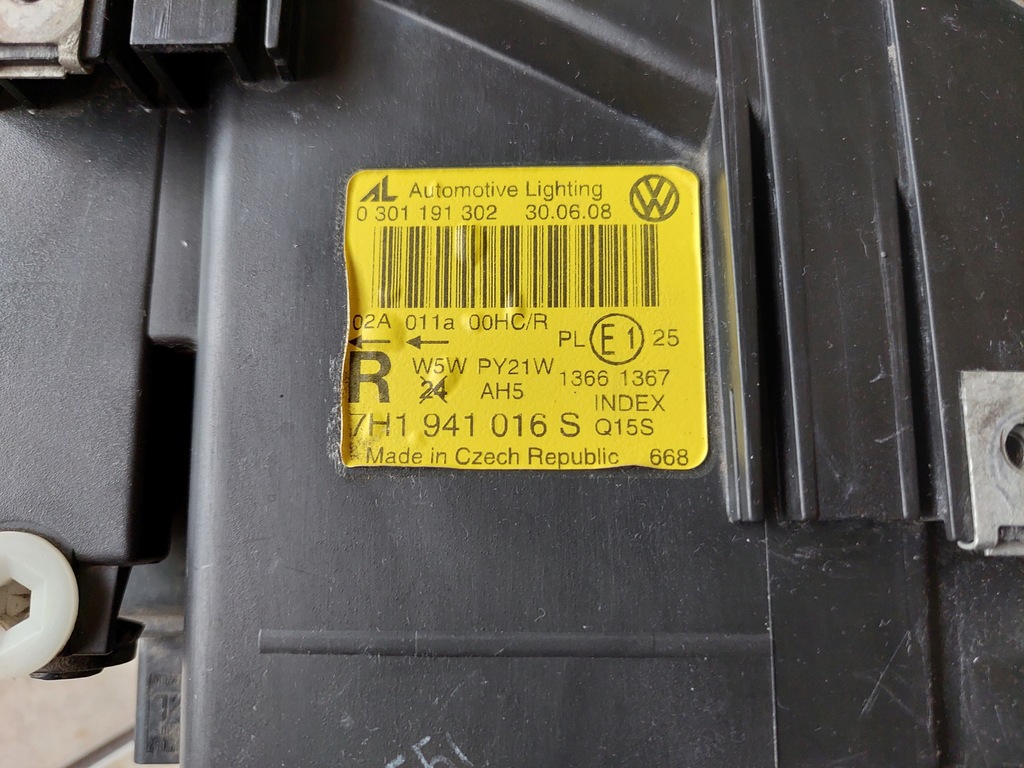 AL Automotive Lighting
0 301 191 302 30.06.08
VW
02A 011a 00HC/R
PL E1 25
R W5W PY21W
24 AH5
1366 1367
INDEX
7H1 941 016 S Q15S
Made in Czech Republic 668